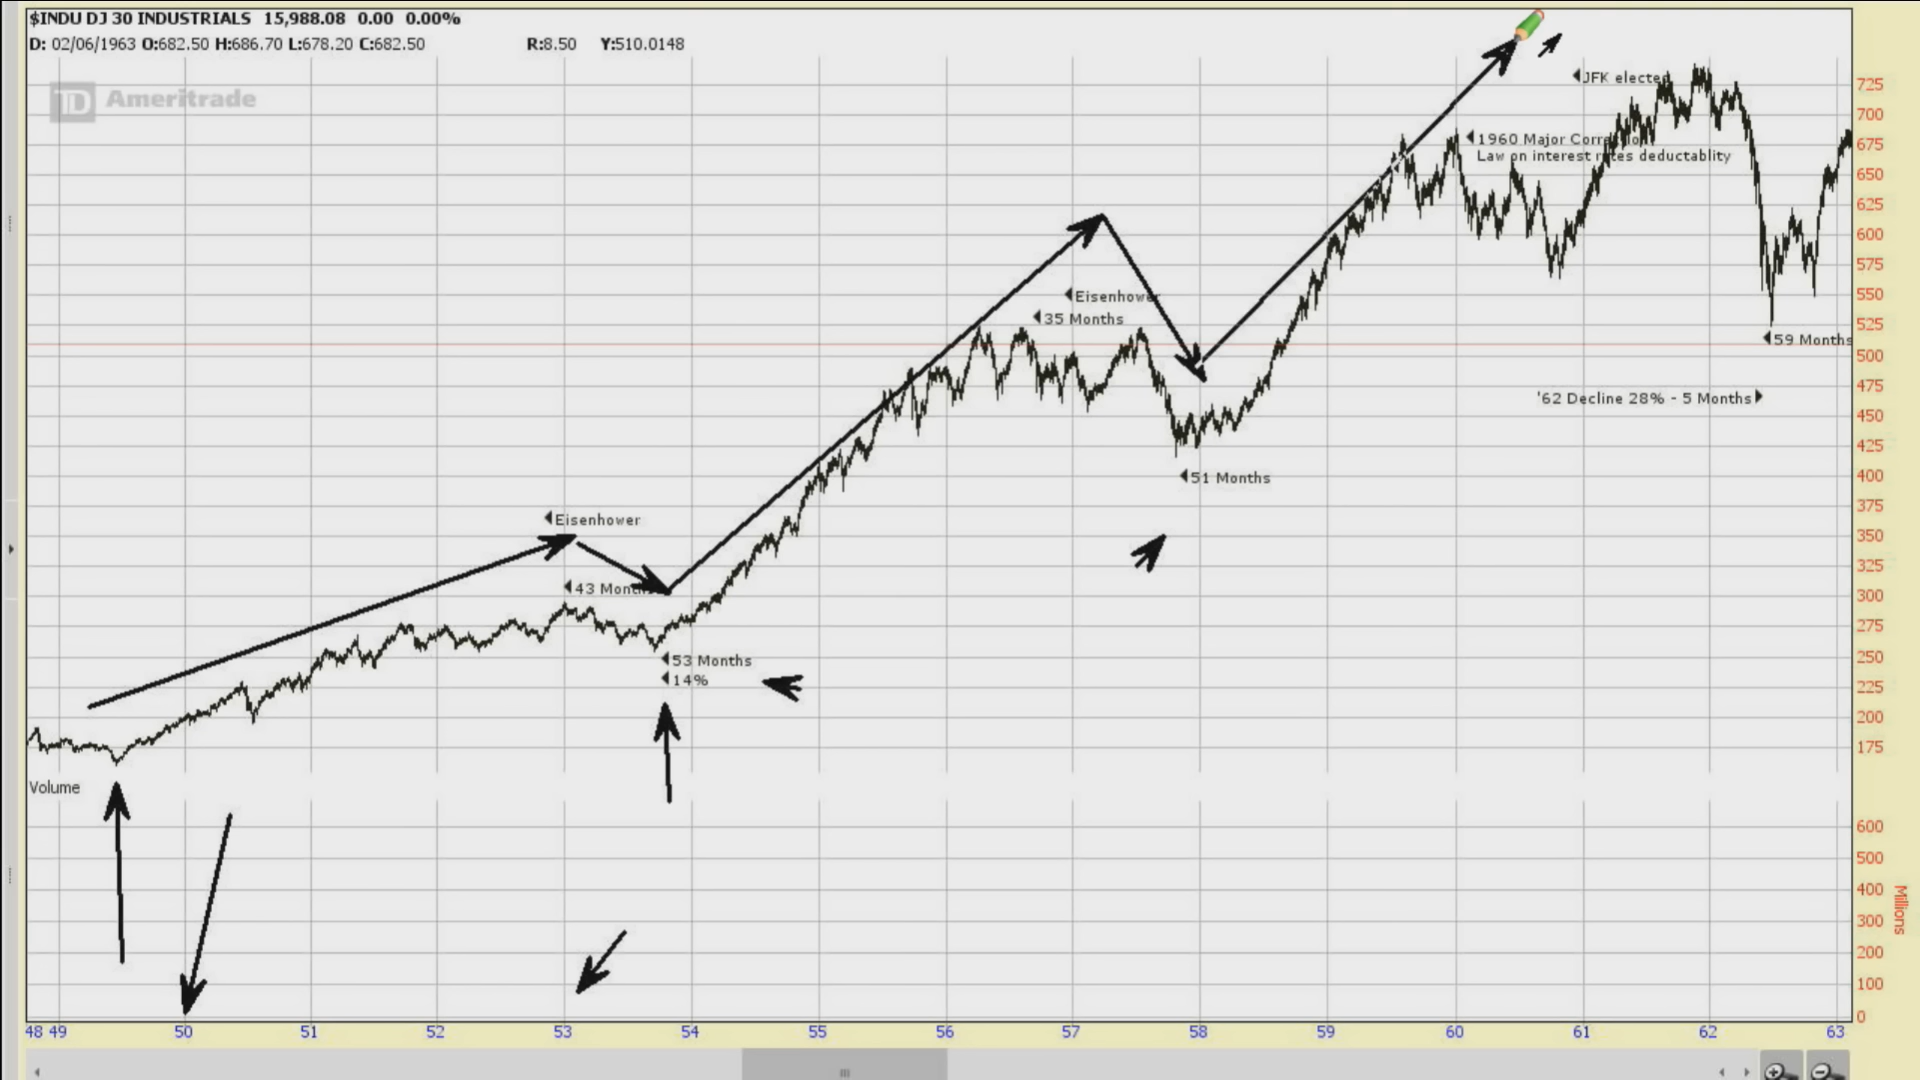 $INDU DJ 30 INDUSTRIALS 15,988.08 0.00 0.00%
D: 02/06/1963 O:682.50 H:686.70 L:678.20 C:682.50 R:8.50 Y:510.0148
TD Ameritrade
JFK elected
1960 Major Correction
Law on interest rates deductablity
Eisenhower
35 Months
59 Months
'62 Decline 28% - 5 Months
51 Months
Eisenhower
43 Months
53 Months
14%
725
700
675
650
625
600
575
550
525
500
475
450
425
400
375
350
325
300
275
250
225
200
175
Volume
600
500
400
300
200
100
0
Millions
48 49 50 51 52 53 54 55 56 57 58 59 60 61 62 63